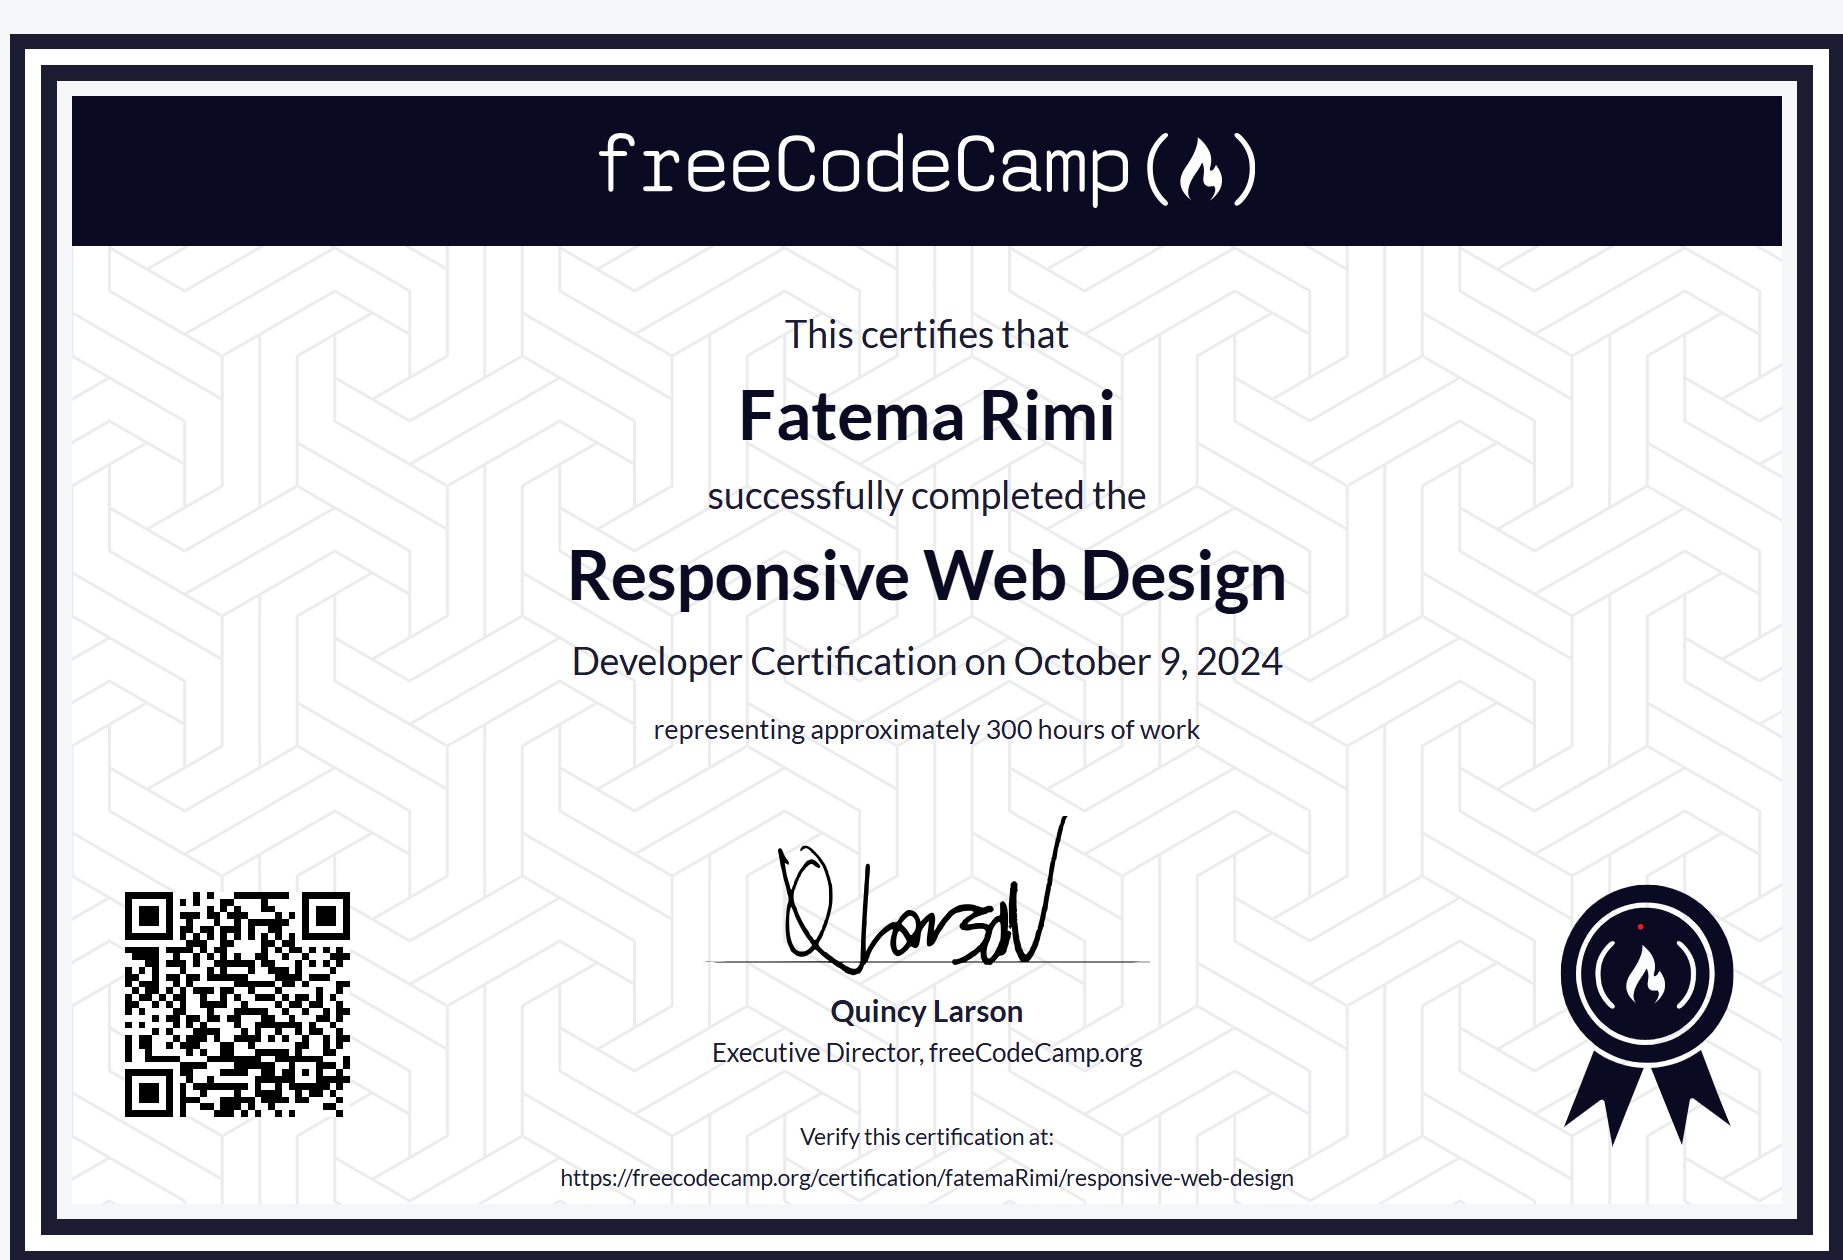 freeCodeCamp
This certifies that
Fatema Rimi
successfully completed the
Responsive Web Design
Developer Certification on October 9, 2024
representing approximately 300 hours of work
Quincy Larson
Executive Director, freeCodeCamp.org
Verify this certification at:
https://freecodecamp.org/certification/fatemaRimi/responsive-web-design